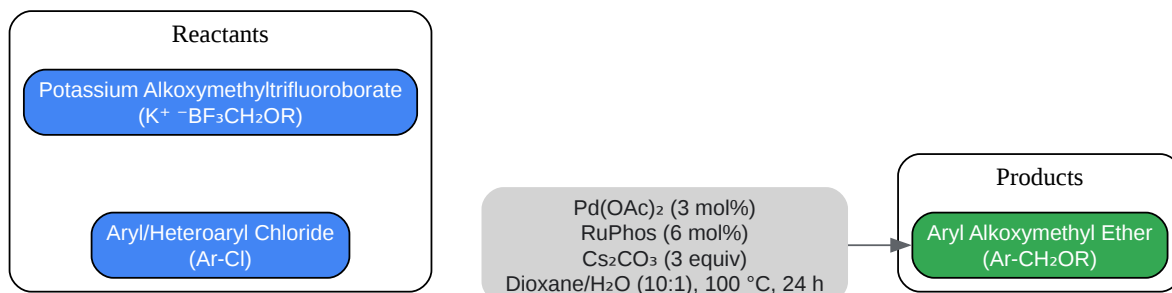 Reactants
Potassium Alkoxymethyltrifluoroborate
(K⁺ ⁻BF₃CH₂OR)
Aryl/Heteroaryl Chloride
(Ar-Cl)
Pd(OAc)₂ (3 mol%)
RuPhos (6 mol%)
Cs₂CO₃ (3 equiv)
Dioxane/H₂O (10:1), 100 °C, 24 h
Products
Aryl Alkoxymethyl Ether
(Ar-CH₂OR)